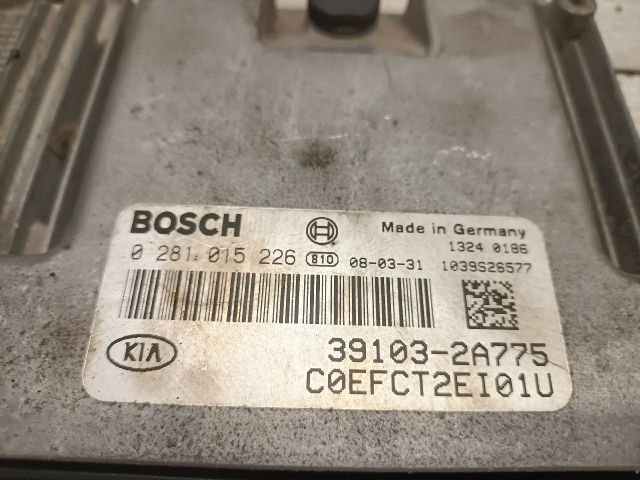 BOSCH
Made in Germany
0 281 015 226 810 08-03-31
1324 0186
1039S26577
KIA
39103-2A775
C0EFCT2EI01U